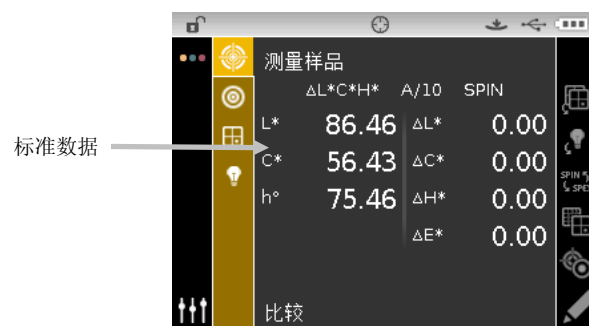 测量样品
ΔL*C*H* A/10 SPIN
L* 86.46 ΔL* 0.00
标准数据
C* 56.43 ΔC* 0.00
h° 75.46 ΔH* 0.00
ΔE* 0.00
比较
SPIN
SPE